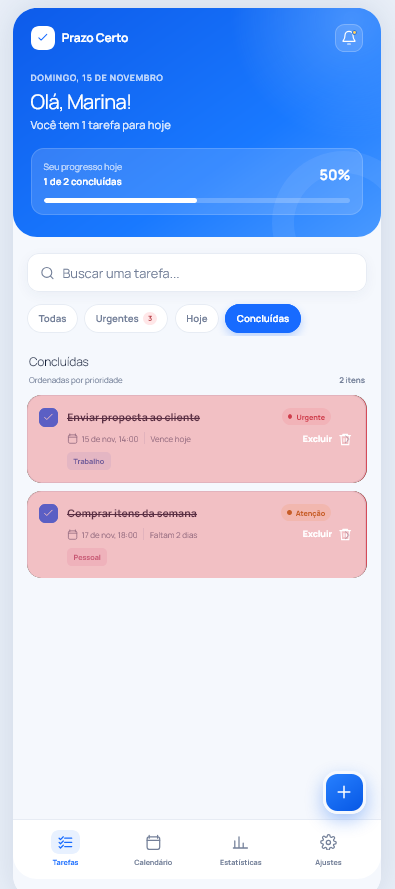 Prazo Certo
DOMINGO, 15 DE NOVEMBRO
Olá, Marina!
Você tem 1 tarefa para hoje
Seu progresso hoje
1 de 2 concluídas
50%
Buscar uma tarefa...
Todas
Urgentes 3
Hoje
Concluídas
Concluídas
Ordenadas por prioridade
2 itens
Enviar proposta ao cliente
Urgente
15 de nov, 14:00 | Vence hoje
Excluir
Trabalho
Comprar itens da semana
Atenção
17 de nov, 18:00 | Faltam 2 dias
Excluir
Pessoal
Tarefas
Calendário
Estatísticas
Ajustes